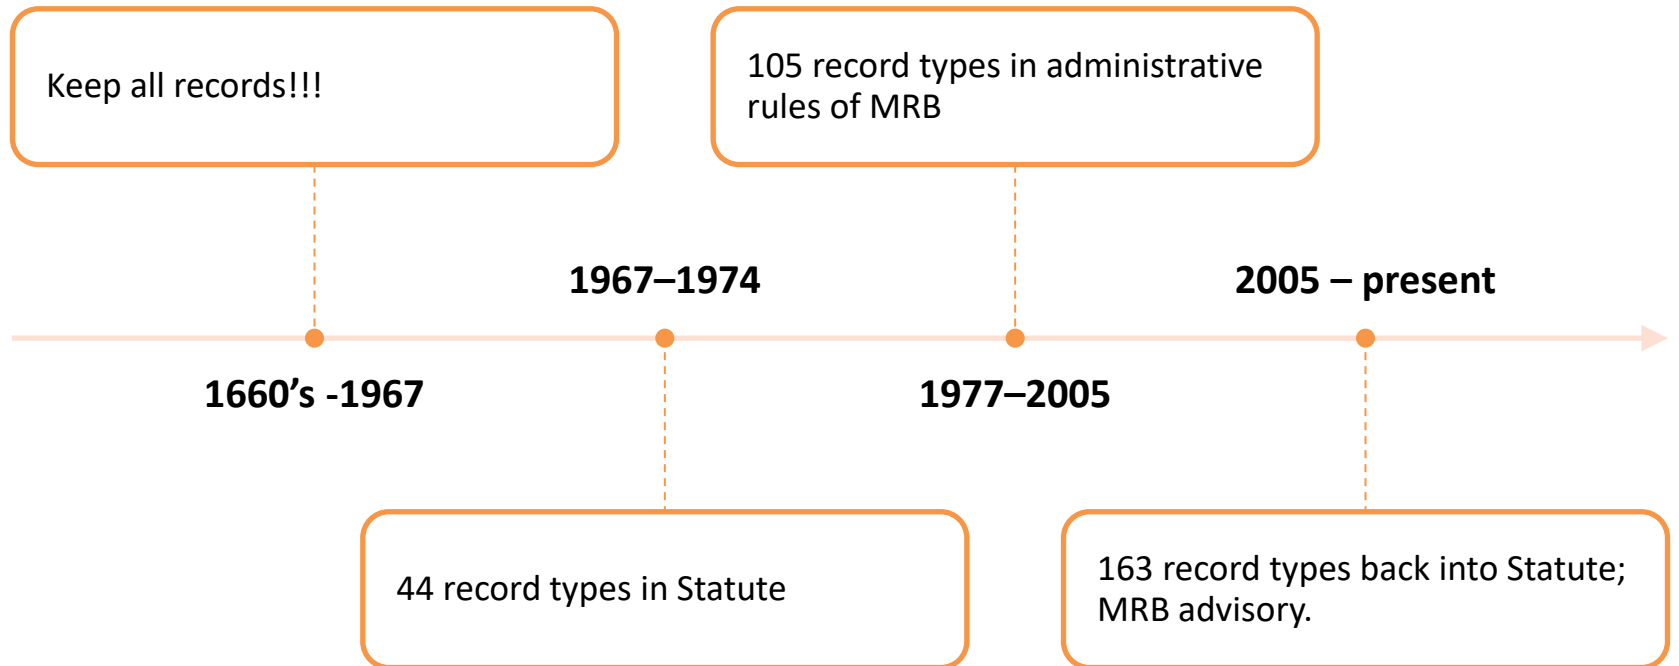 Keep all records!!!
105 record types in administrative
rules of MRB
1967–1974
2005 – present
1660’s -1967
1977–2005
44 record types in Statute
163 record types back into Statute;
MRB advisory.